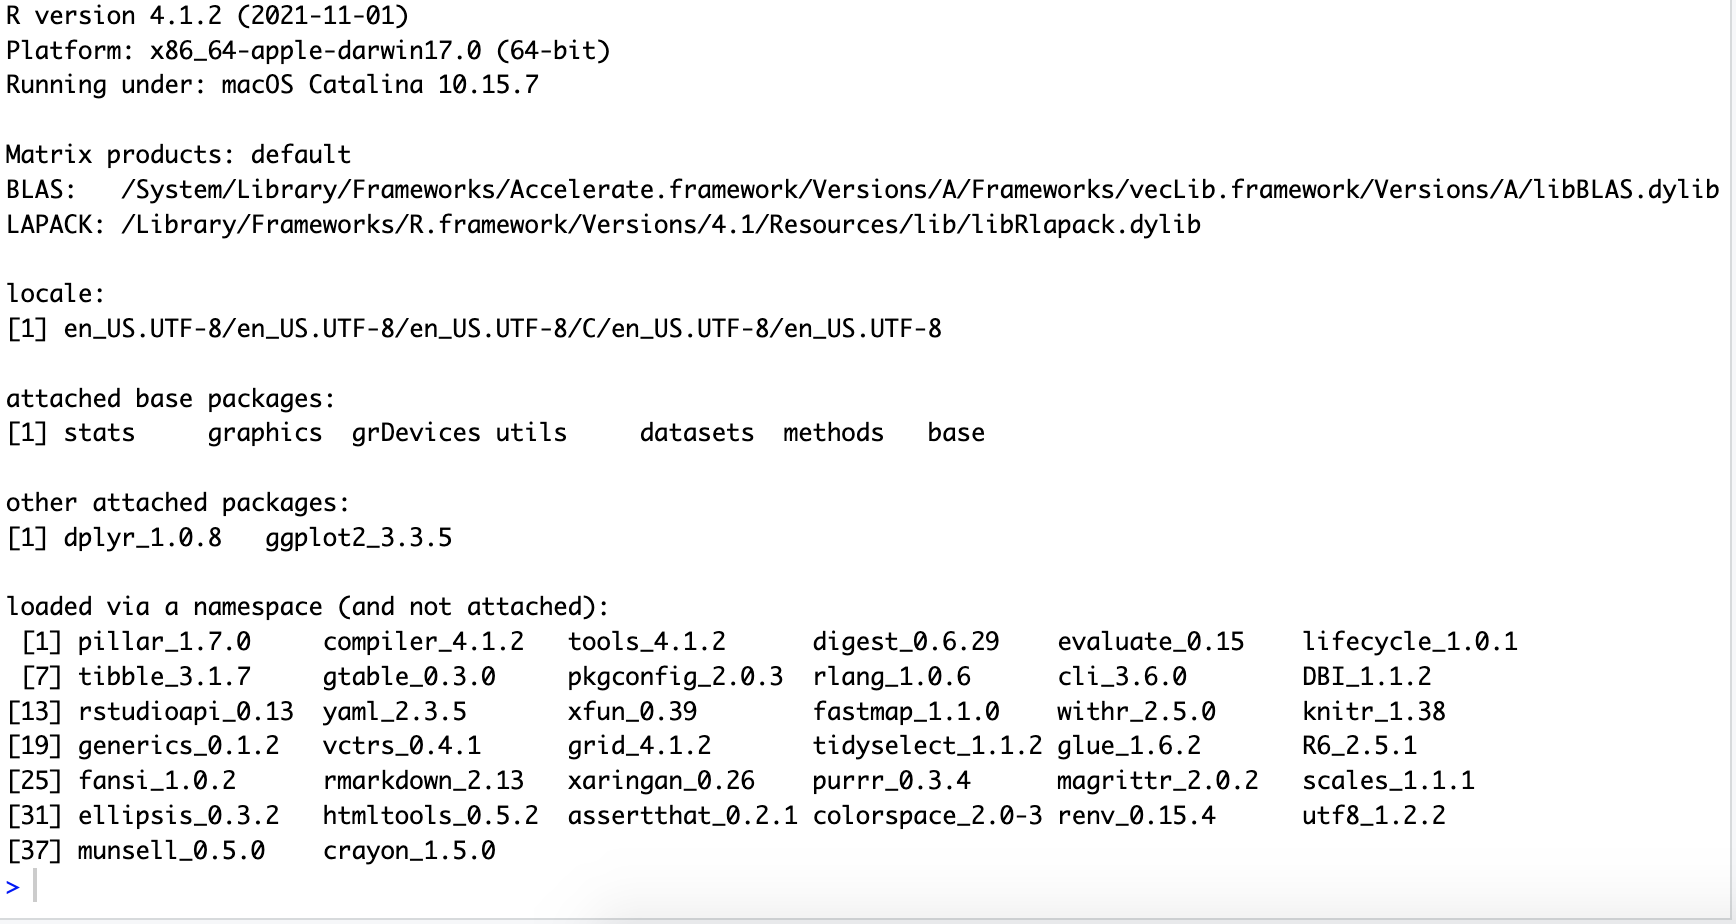 R version 4.1.2 (2021-11-01)
Platform: x86_64-apple-darwin17.0 (64-bit)
Running under: macOS Catalina 10.15.7
Matrix products: default
BLAS:   /System/Library/Frameworks/Accelerate.framework/Versions/A/Frameworks/vecLib.framework/Versions/A/libBLAS.dylib
LAPACK: /Library/Frameworks/R.framework/Versions/4.1/Resources/lib/libRlapack.dylib
locale:
[1] en_US.UTF-8/en_US.UTF-8/en_US.UTF-8/C/en_US.UTF-8/en_US.UTF-8
attached base packages:
[1] stats     graphics  grDevices utils     datasets  methods   base
other attached packages:
[1] dplyr_1.0.8   ggplot2_3.3.5
loaded via a namespace (and not attached):
 [1] pillar_1.7.0     compiler_4.1.2   tools_4.1.2      digest_0.6.29    evaluate_0.15    lifecycle_1.0.1
 [7] tibble_3.1.7     gtable_0.3.0     pkgconfig_2.0.3  rlang_1.0.6      cli_3.6.0        DBI_1.1.2
[13] rstudioapi_0.13  yaml_2.3.5       xfun_0.39        fastmap_1.1.0    withr_2.5.0      knitr_1.38
[19] generics_0.1.2   vctrs_0.4.1      grid_4.1.2       tidyselect_1.1.2 glue_1.6.2       R6_2.5.1
[25] fansi_1.0.2      rmarkdown_2.13   xaringan_0.26    purrr_0.3.4      magrittr_2.0.2   scales_1.1.1
[31] ellipsis_0.3.2   htmltools_0.5.2  assertthat_0.2.1 colorspace_2.0-3 renv_0.15.4      utf8_1.2.2
[37] munsell_0.5.0    crayon_1.5.0
>